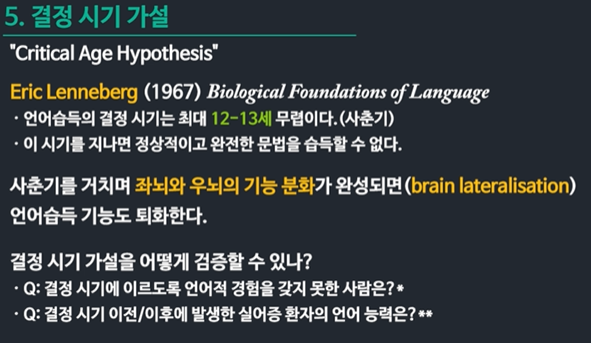 5. 결정 시기 가설
"Critical Age Hypothesis"
Eric Lenneberg (1967) Biological Foundations of Language
· 언어습득의 결정 시기는 최대 12-13세 무렵이다.(사춘기)
· 이 시기를 지나면 정상적이고 완전한 문법을 습득할 수 없다.
사춘기를 거치며 좌뇌와 우뇌의 기능 분화가 완성되면(brain lateralisation)
언어습득 기능도 퇴화한다.
결정 시기 가설을 어떻게 검증할 수 있나?
· Q: 결정 시기에 이르도록 언어적 경험을 갖지 못한 사람은?*
· Q: 결정 시기 이전/이후에 발생한 실어증 환자의 언어 능력은?**